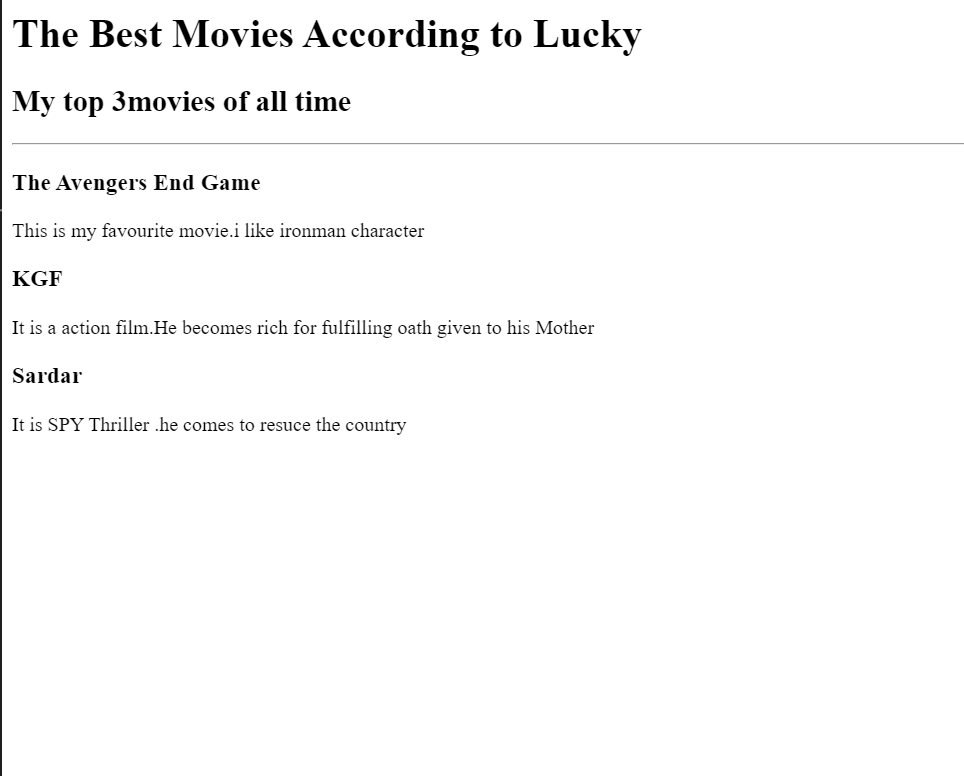 The Best Movies According to Lucky
My top 3movies of all time
The Avengers End Game
This is my favourite movie.i like ironman character
KGF
It is a action film.He becomes rich for fulfilling oath given to his Mother
Sardar
It is SPY Thriller .he comes to resuce the country